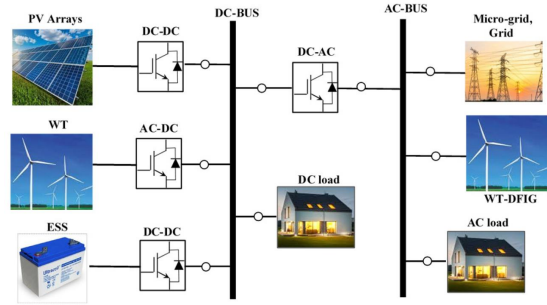 PV Arrays
DC-DC
DC-BUS
AC-BUS
DC-AC
Micro-grid,
Grid
WT
AC-DC
DC load
WT-DFIG
ESS
DC-DC
AC load